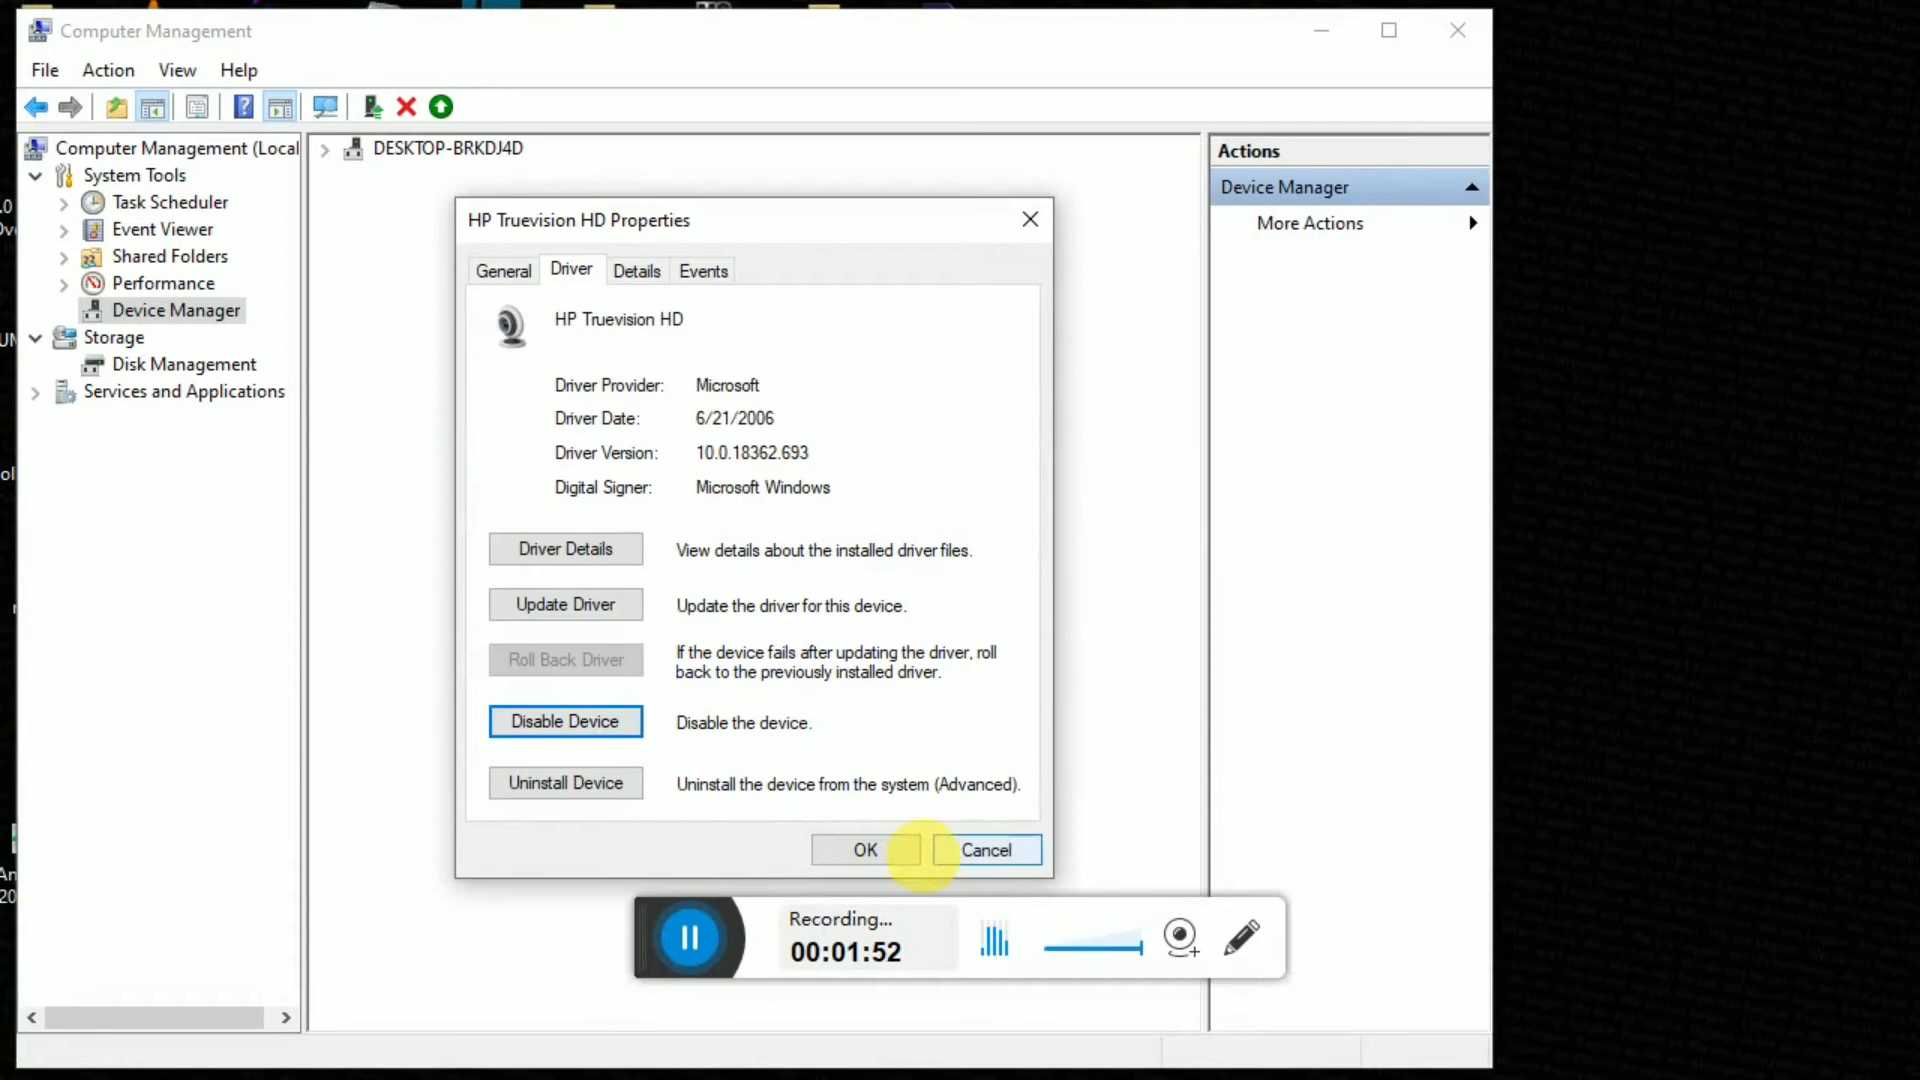 Computer Management
File Action View Help
Computer Management (Local
System Tools
Task Scheduler
Event Viewer
Shared Folders
Performance
Device Manager
Storage
Disk Management
Services and Applications
DESKTOP-BRKDJ4D
HP Truevision HD Properties
General Driver Details Events
HP Truevision HD
Driver Provider: Microsoft
Driver Date: 6/21/2006
Driver Version: 10.0.18362.693
Digital Signer: Microsoft Windows
Driver Details View details about the installed driver files.
Update Driver Update the driver for this device.
Roll Back Driver If the device fails after updating the driver, roll
back to the previously installed driver.
Disable Device Disable the device.
Uninstall Device Uninstall the device from the system (Advanced).
OK Cancel
Actions
Device Manager
More Actions
Recording...
00:01:52